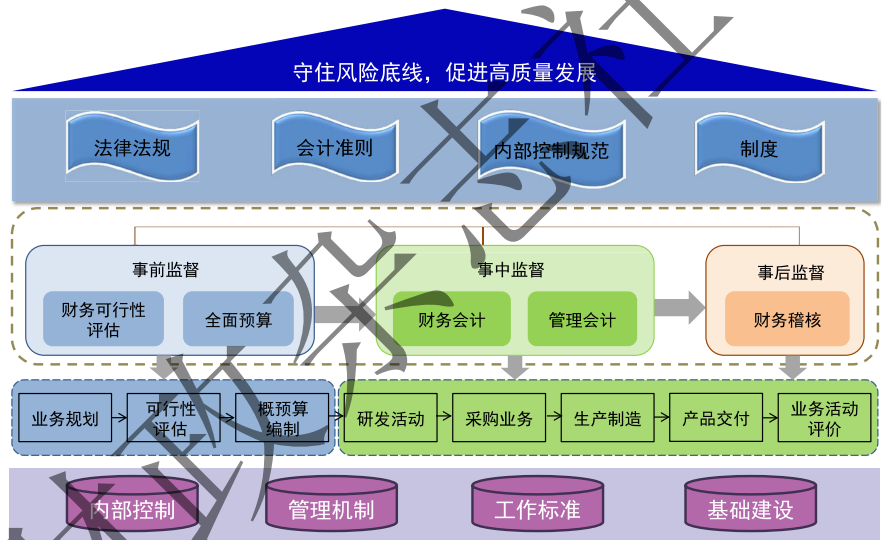 守住风险底线，促进高质量发展
法律法规
会计准则
内部控制规范
制度
事前监督
事中监督
事后监督
财务可行性
评估
全面预算
财务会计
管理会计
财务稽核
业务规划
可行性
评估
概预算
编制
研发活动
采购业务
生产制造
产品交付
业务活动
评价
内部控制
管理机制
工作标准
基础建设